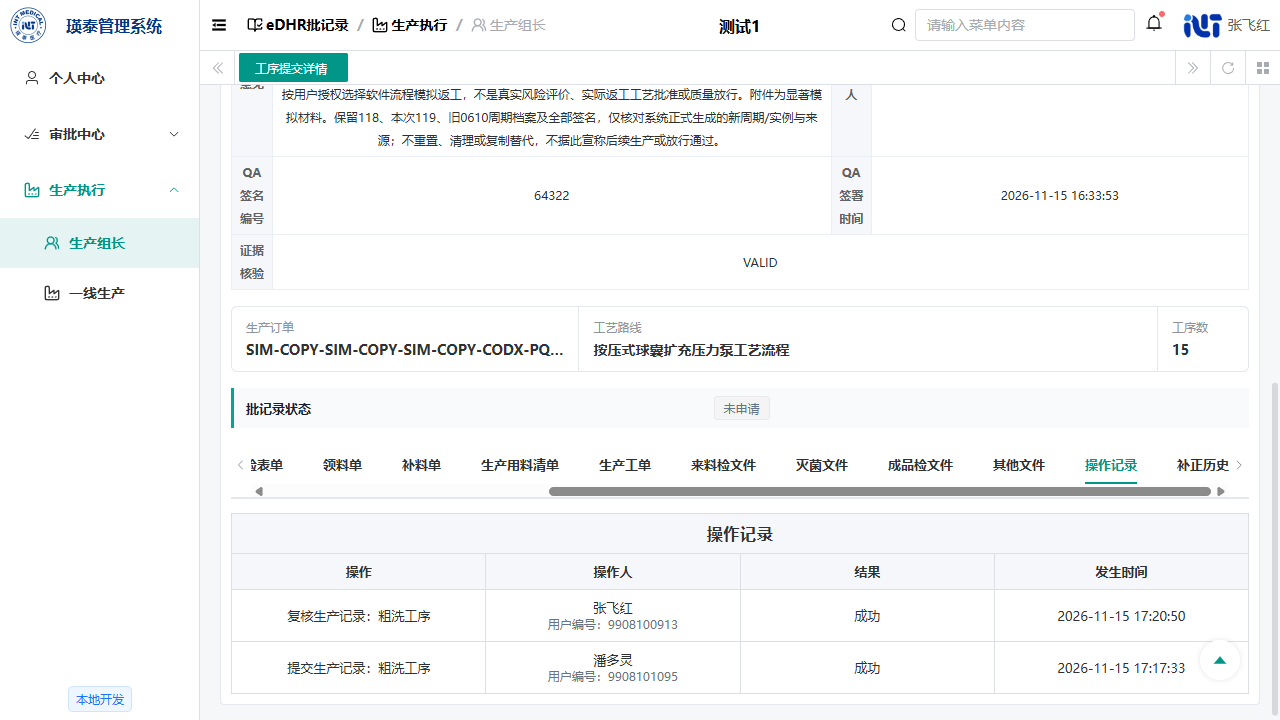 瑛泰管理系统
eDHR批记录 / 生产执行 / 生产组长
测试1
请输入菜单内容
张飞红
个人中心
审批中心
生产执行
生产组长
一线生产
本地开发
工序提交详情
按用户授权选择软件流程模拟返工，不是真实风险评价、实际返工工艺批准或质量放行。附件为显著模
拟材料。保留118、本次119、旧0610周期档案及全部签名，仅核对系统正式生成的新周期/实例与来
源；不重置、清理或复制替代，不据此宣称后续生产或放行通过。
人
QA
签名
编号
64322
QA
签署
时间
2026-11-15 16:33:53
证据
核验
VALID
生产订单
SIM-COPY-SIM-COPY-SIM-COPY-CODX-PQ...
工艺路线
按压式球囊扩充压力泵工艺流程
工序数
15
批记录状态
未申请
表单 领料单 补料单 生产用料清单 生产工单 来料检文件 灭菌文件 成品检文件 其他文件 操作记录 补正历史
操作记录
操作 操作人 结果 发生时间
复核生产记录：粗洗工序
张飞红
用户编号：9908100913
成功
2026-11-15 17:20:50
提交生产记录：粗洗工序
潘多灵
用户编号：9908101095
成功
2026-11-15 17:17:33